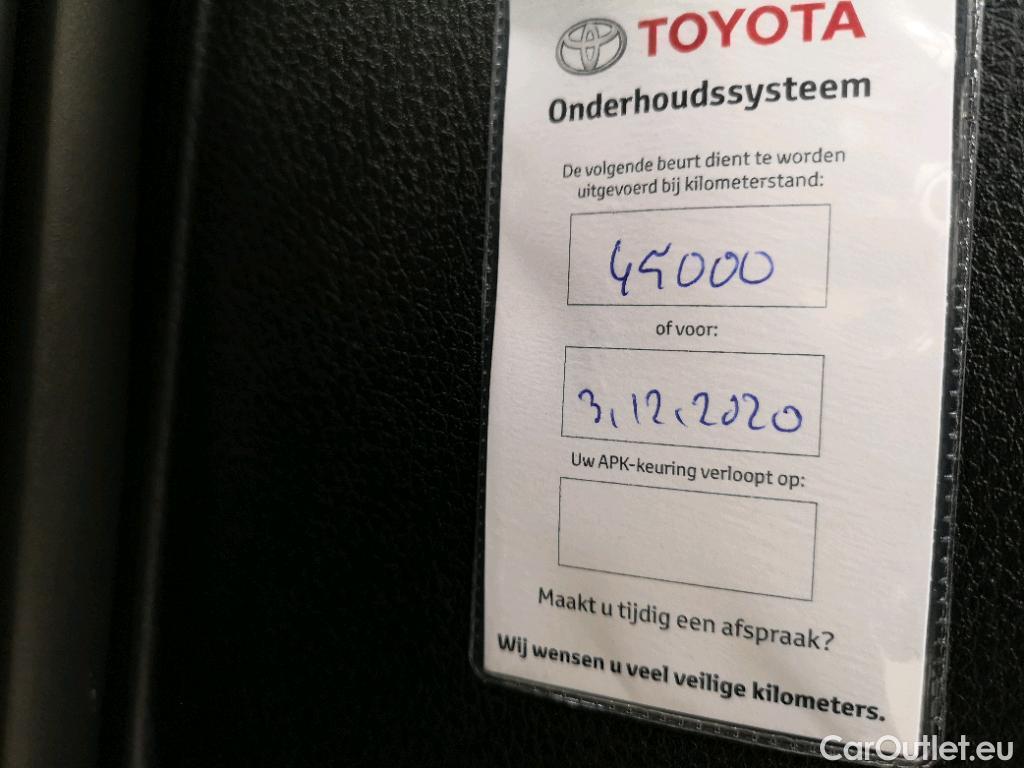 TOYOTA
Onderhoudssysteem
De volgende beurt dient te worden
uitgevoerd bij kilometerstand:
45000
of voor:
3.12.2020
Uw APK-keuring verloopt op:
Maakt u tijdig een afspraak?
Wij wensen u veel veilige kilometers.
CarOutlet.eu